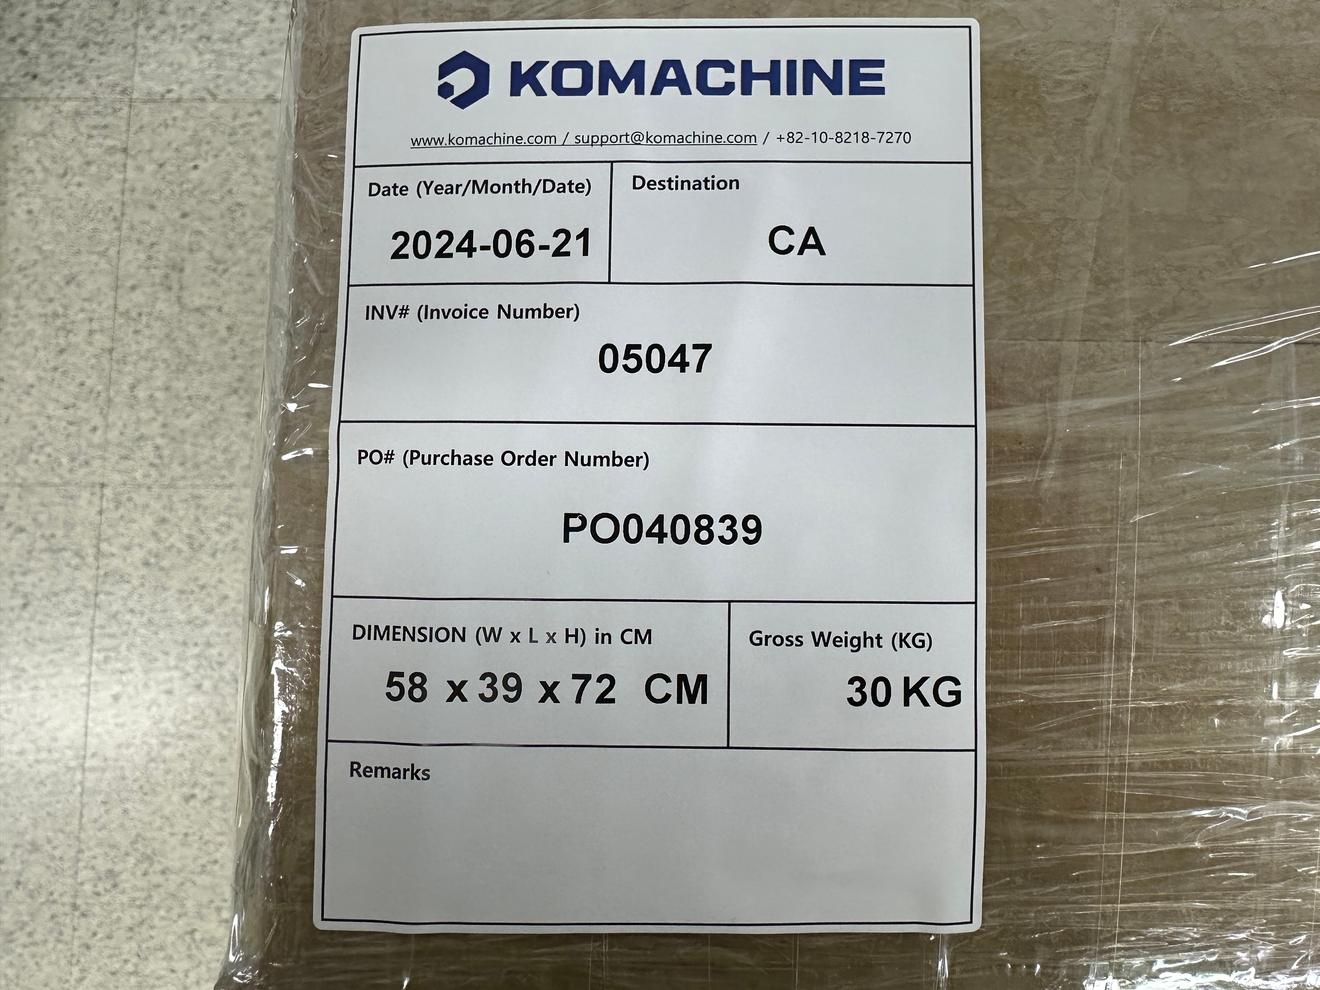 KOMACHINE
www.komachine.com / support@komachine.com / +82-10-8218-7270
Date (Year/Month/Date)
2024-06-21
Destination
CA
INV# (Invoice Number)
05047
PO# (Purchase Order Number)
PO040839
DIMENSION (W x L x H) in CM
58 x 39 x 72 CM
Gross Weight (KG)
30 KG
Remarks